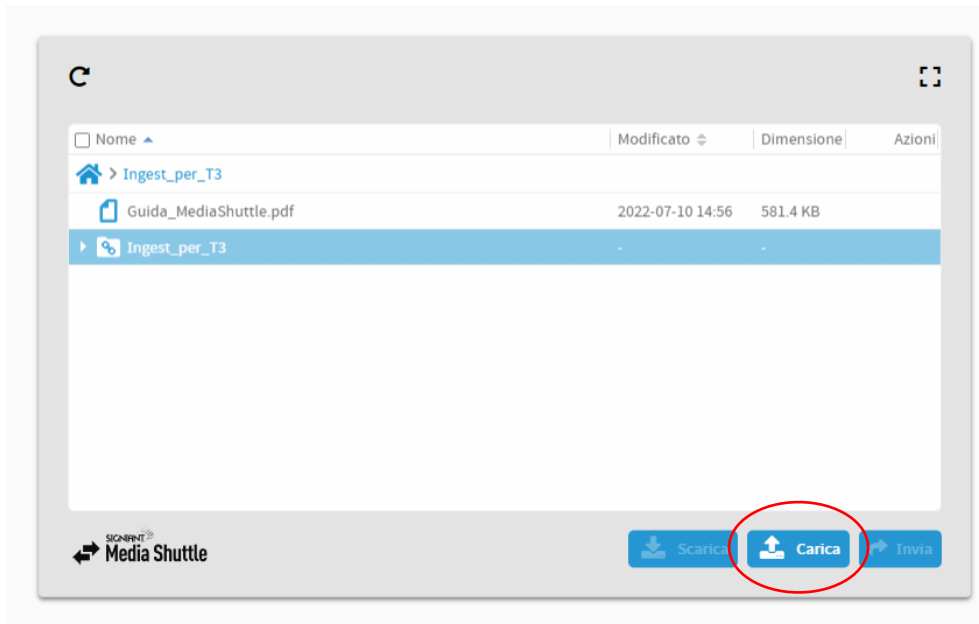 Nome Modificato Dimensione Azioni
Ingest_per_T3
Guida_MediaShuttle.pdf 2022-07-10 14:56 581.4 KB
Ingest_per_T3 - -
SIGNIANT
Media Shuttle
Scarica Carica Invia